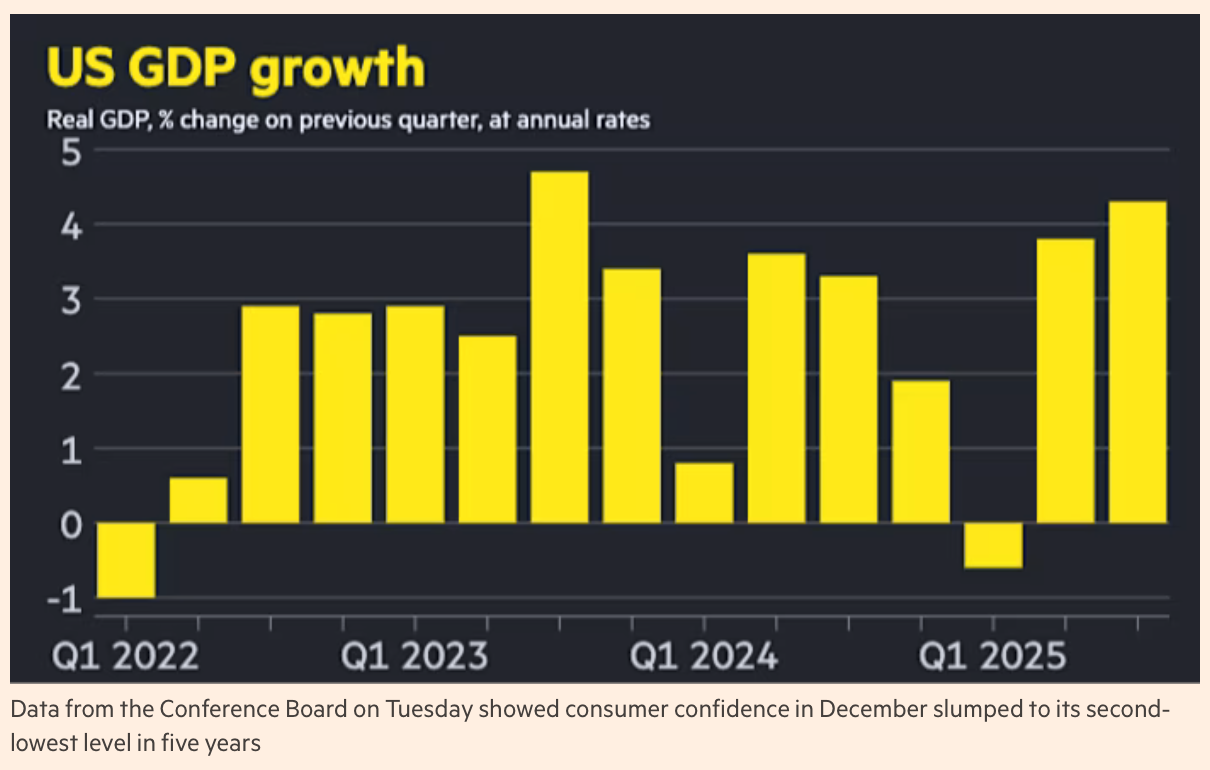 US GDP growth
Real GDP, % change on previous quarter, at annual rates
5
4
3
2
1
0
-1
Q1 2022 Q1 2023 Q1 2024 Q1 2025
Data from the Conference Board on Tuesday showed consumer confidence in December slumped to its second-
lowest level in five years